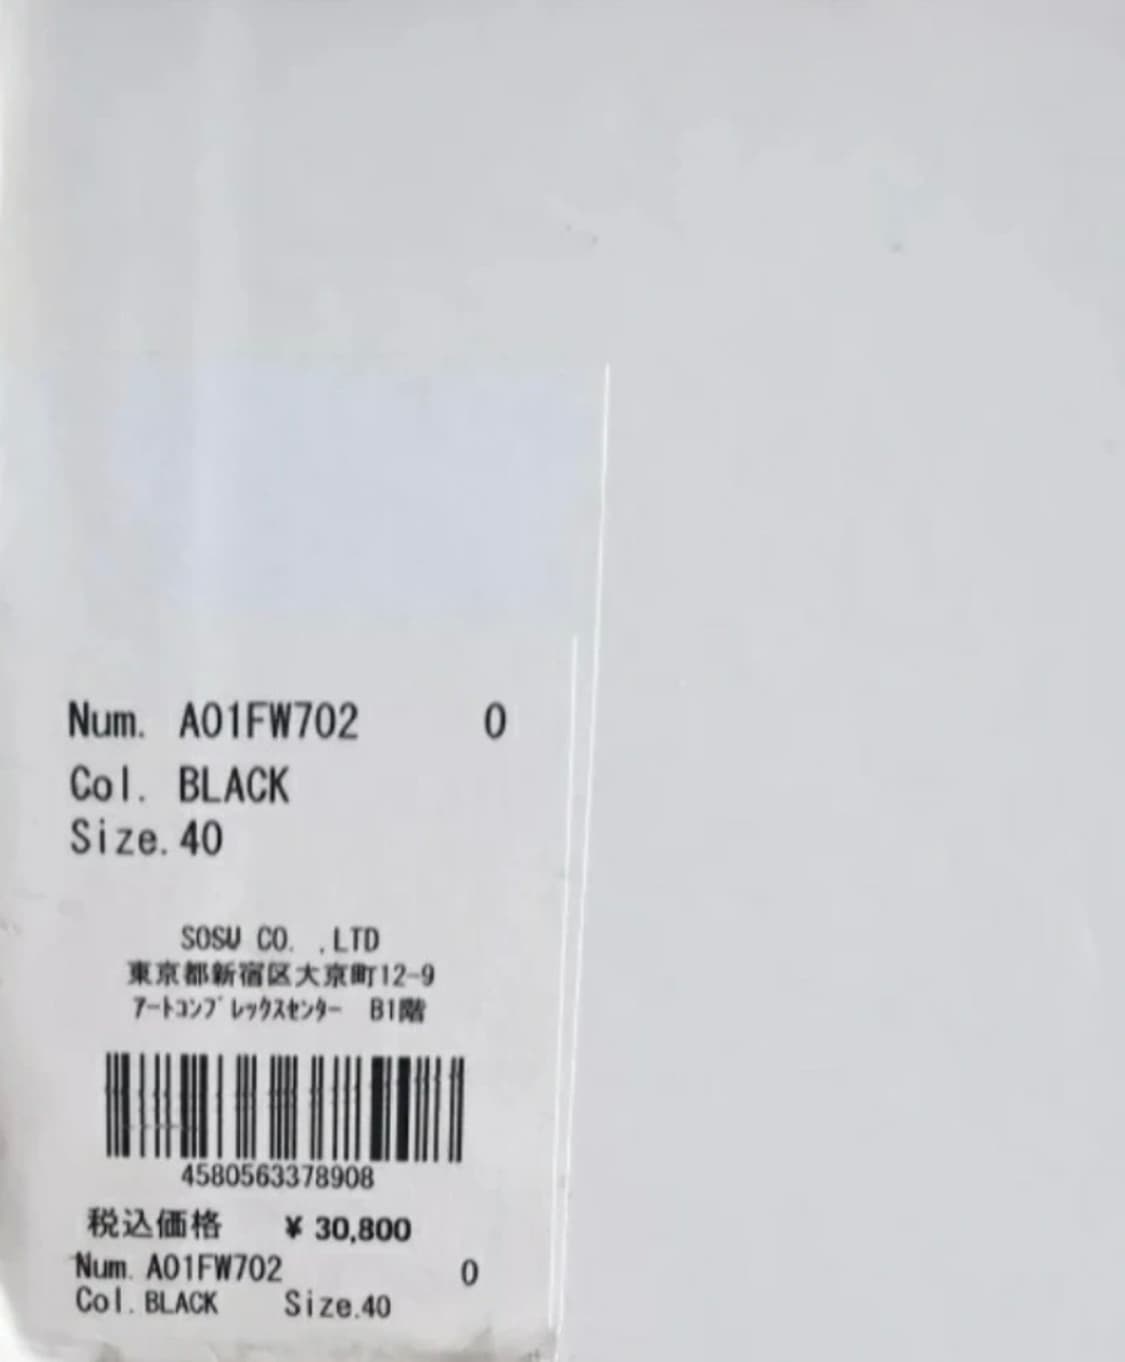 Num. A01FW702 0
Col. BLACK
Size. 40
SOSU CO. ,LTD
東京都新宿区大京町12-9
ｱｰﾄｺﾝﾌﾟﾚｯｸｽｾﾝﾀｰ B1階
4580563378908
税込価格 ¥ 30,800
Num. A01FW702 0
Col. BLACK Size.40